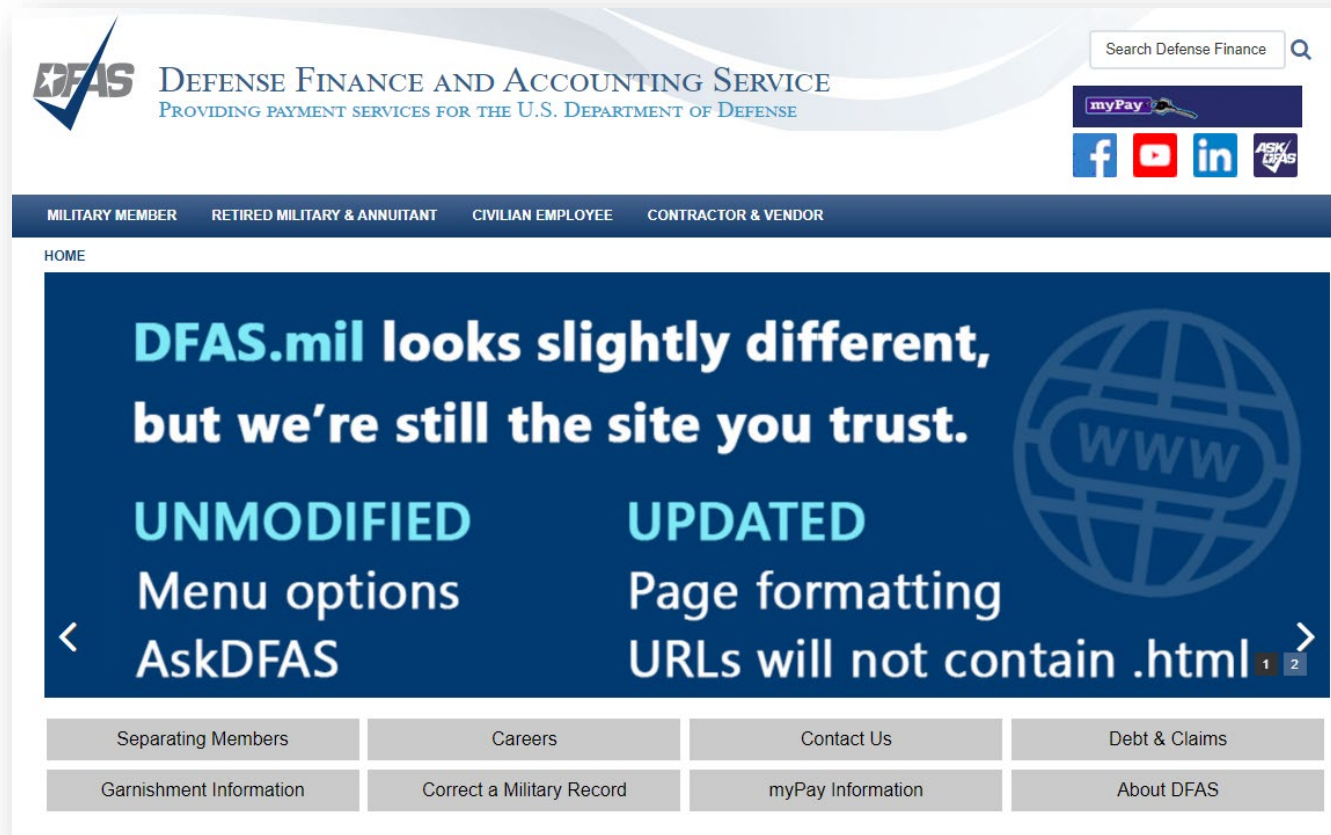 DFAS
DEFENSE FINANCE AND ACCOUNTING SERVICE
PROVIDING PAYMENT SERVICES FOR THE U.S. DEPARTMENT OF DEFENSE
Search Defense Finance
myPay
f in ASK/DFAS
MILITARY MEMBER RETIRED MILITARY & ANNUITANT CIVILIAN EMPLOYEE CONTRACTOR & VENDOR
HOME
DFAS.mil looks slightly different,
but we're still the site you trust.
www
UNMODIFIED UPDATED
Menu options Page formatting
AskDFAS URLs will not contain .html
1 2
Separating Members Careers Contact Us Debt & Claims
Garnishment Information Correct a Military Record myPay Information About DFAS